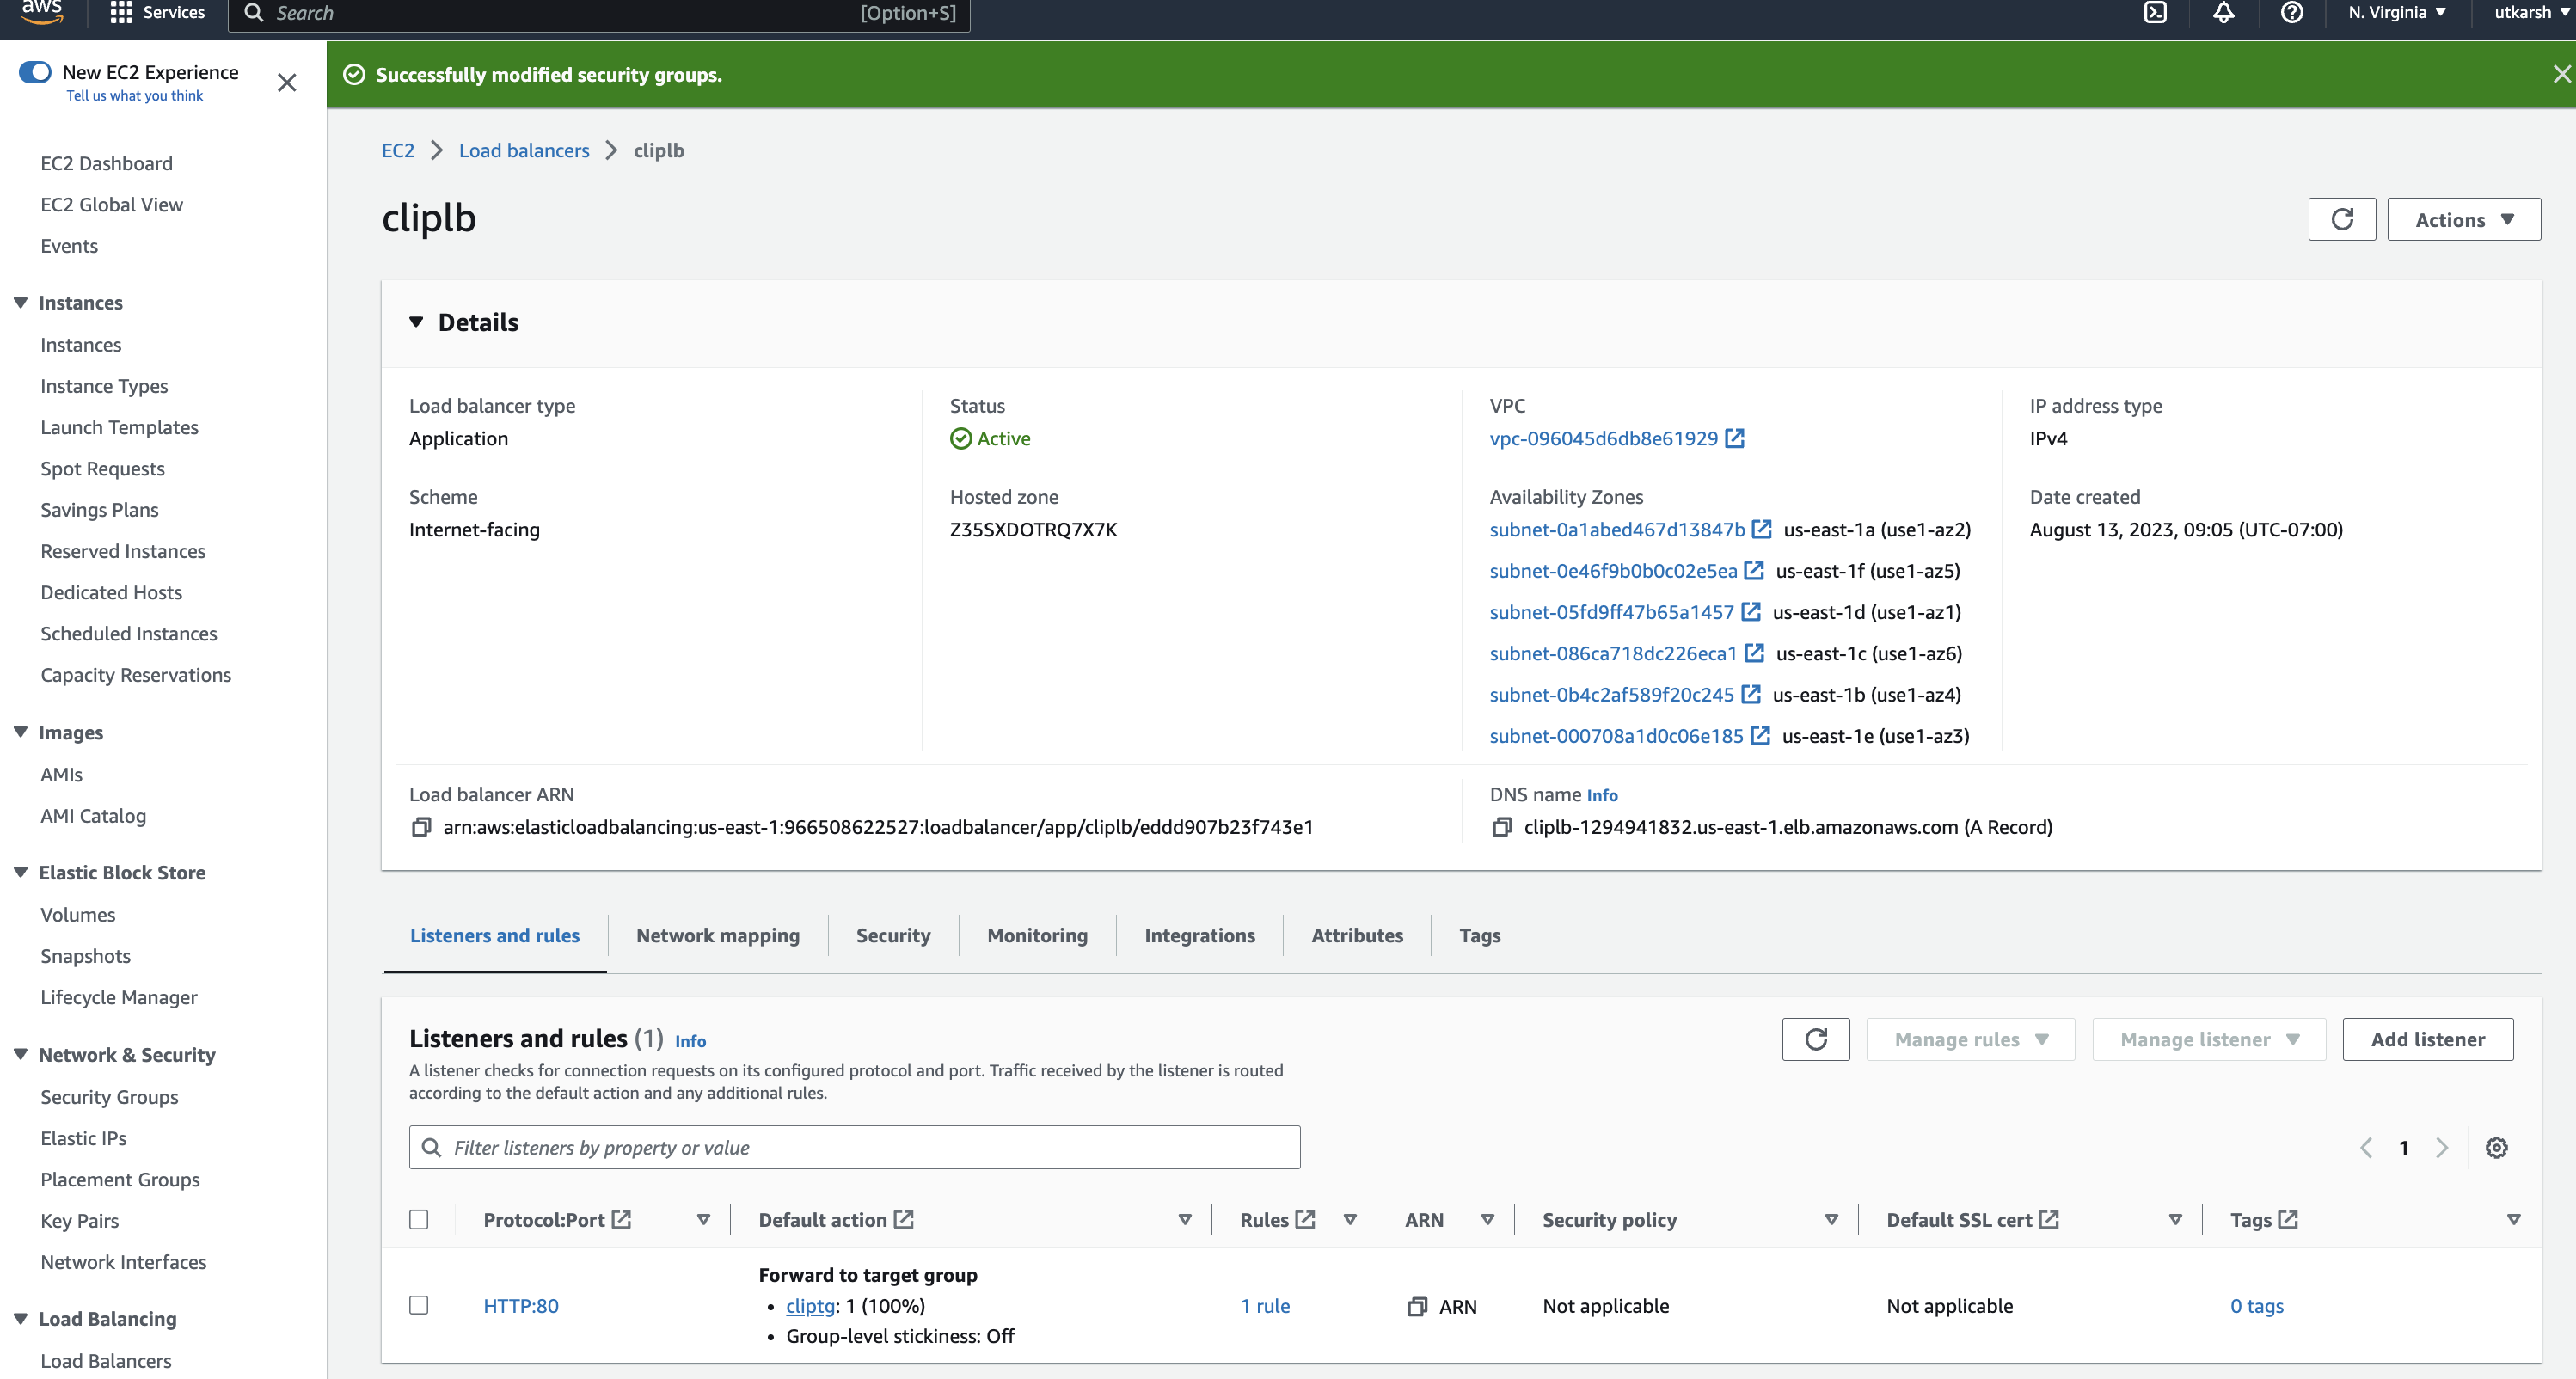 aws
Services
Search
[Option+S]
N. Virginia
utkarsh
New EC2 Experience
Tell us what you think
EC2 Dashboard
EC2 Global View
Events
Instances
Instances
Instance Types
Launch Templates
Spot Requests
Savings Plans
Reserved Instances
Dedicated Hosts
Scheduled Instances
Capacity Reservations
Images
AMIs
AMI Catalog
Elastic Block Store
Volumes
Snapshots
Lifecycle Manager
Network & Security
Security Groups
Elastic IPs
Placement Groups
Key Pairs
Network Interfaces
Load Balancing
Load Balancers
Successfully modified security groups.
EC2 > Load balancers > cliplb
cliplb
Actions
Details
Load balancer type
Application
Status
Active
VPC
vpc-096045d6db8e61929
IP address type
IPv4
Scheme
Internet-facing
Hosted zone
Z35SXDOTRQ7X7K
Availability Zones
subnet-0a1abed467d13847b us-east-1a (use1-az2)
subnet-0e46f9b0b0c02e5ea us-east-1f (use1-az5)
subnet-05fd9ff47b65a1457 us-east-1d (use1-az1)
subnet-086ca718dc226eca1 us-east-1c (use1-az6)
subnet-0b4c2af589f20c245 us-east-1b (use1-az4)
subnet-000708a1d0c06e185 us-east-1e (use1-az3)
Date created
August 13, 2023, 09:05 (UTC-07:00)
Load balancer ARN
arn:aws:elasticloadbalancing:us-east-1:966508622527:loadbalancer/app/cliplb/eddd907b23f743e1
DNS name Info
cliplb-1294941832.us-east-1.elb.amazonaws.com (A Record)
Listeners and rules
Network mapping
Security
Monitoring
Integrations
Attributes
Tags
Listeners and rules (1) Info
A listener checks for connection requests on its configured protocol and port. Traffic received by the listener is routed
according to the default action and any additional rules.
Manage rules
Manage listener
Add listener
Filter listeners by property or value
1
Protocol:Port
Default action
Rules
ARN
Security policy
Default SSL cert
Tags
HTTP:80
Forward to target group
• cliptg: 1 (100%)
• Group-level stickiness: Off
1 rule
ARN
Not applicable
Not applicable
0 tags